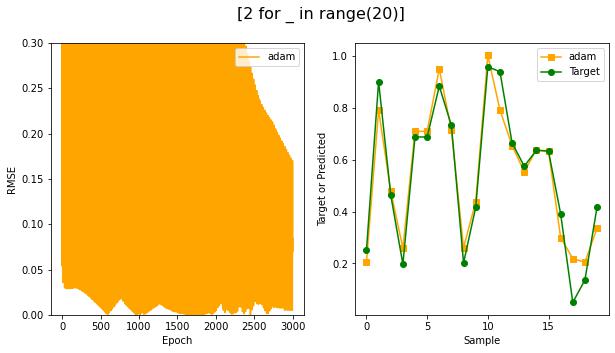 [2 for _ in range(20)]
0.30
0.25
0.20
0.15
0.10
0.05
0.00
RMSE
0 500 1000 1500 2000 2500 3000
Epoch
adam
1.0
0.8
0.6
0.4
0.2
Target or Predicted
0 5 10 15
Sample
adam
Target